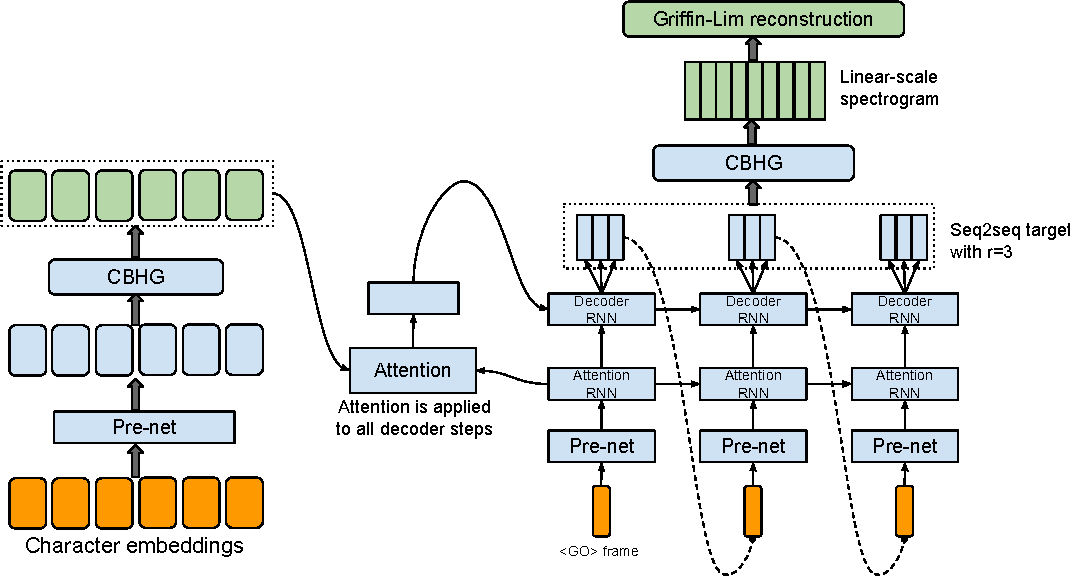 Griffin-Lim reconstruction
Linear-scale
spectrogram
CBHG
Seq2seq target
with r=3
CBHG
Decoder
RNN
Decoder
RNN
Decoder
RNN
Attention
Attention is applied
to all decoder steps
Attention
RNN
Attention
RNN
Attention
RNN
Pre-net
Pre-net
Pre-net
Pre-net
Character embeddings
<GO> frame